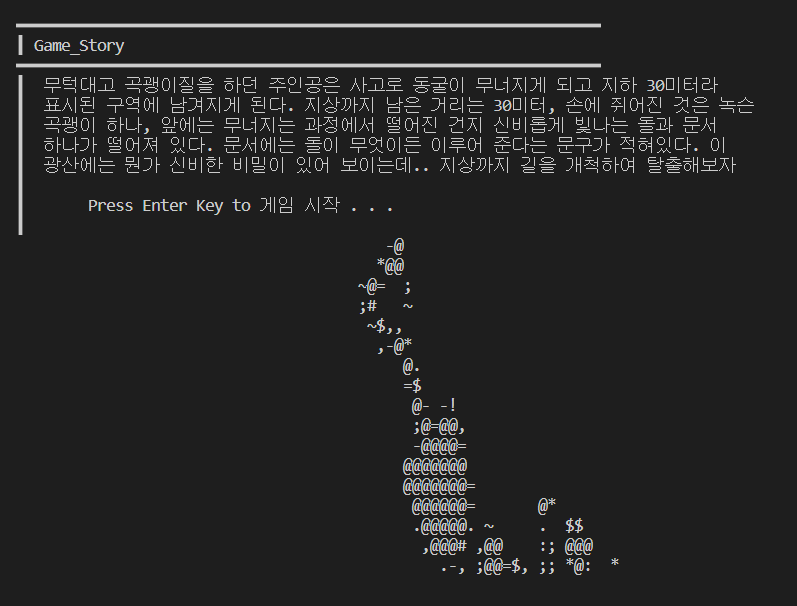 Game_Story
무턱대고 곡괭이질을 하던 주인공은 사고로 동굴이 무너지게 되고 지하 30미터라
표시된 구역에 남겨지게 된다. 지상까지 남은 거리는 30미터, 손에 쥐어진 것은 녹슨
곡괭이 하나, 앞에는 무너지는 과정에서 떨어진 건지 신비롭게 빛나는 돌과 문서
하나가 떨어져 있다. 문서에는 돌이 무엇이든 이루어 준다는 문구가 적혀있다. 이
광산에는 뭔가 신비한 비밀이 있어 보이는데.. 지상까지 길을 개척하여 탈출해보자
Press Enter Key to 게임 시작 . . .